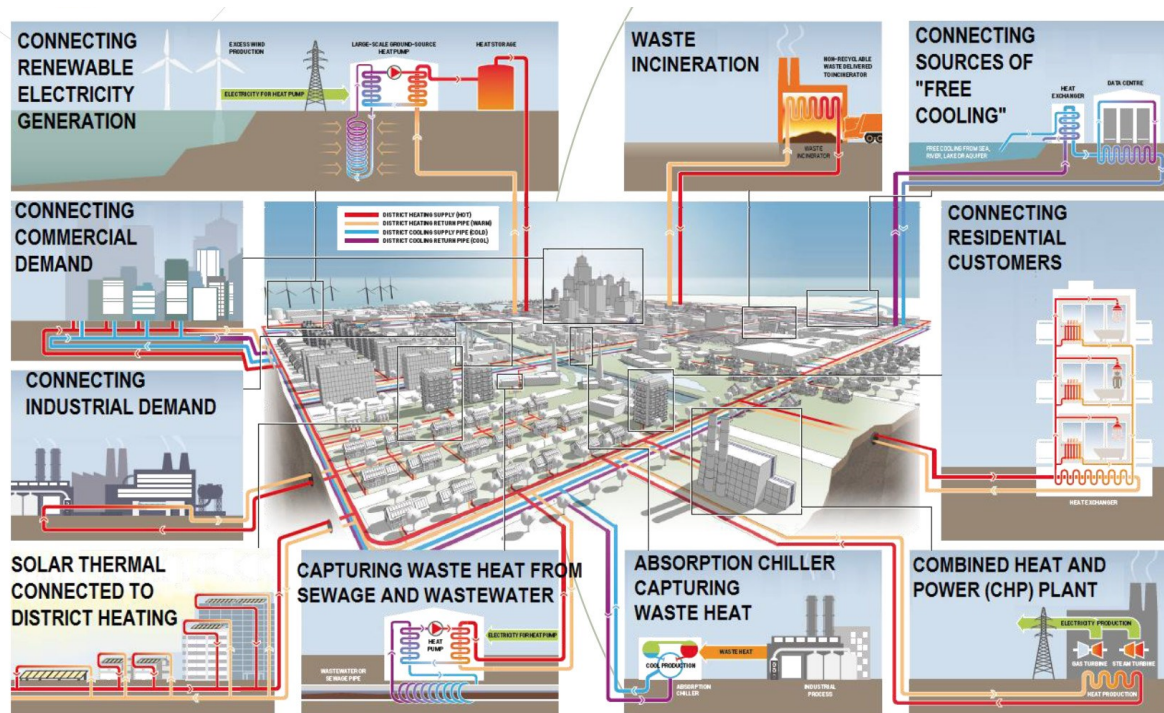 CONNECTING
RENEWABLE
ELECTRICITY
GENERATION
EXCESS WIND
PRODUCTION
ELECTRICITY FOR HEAT PUMP
LARGE-SCALE GROUND-SOURCE
HEAT PUMP
HEAT STORAGE
WASTE
INCINERATION
NON-RECYCLABLE
WASTE DELIVERED
TO INCINERATOR
WASTE
INCINERATOR
CONNECTING
SOURCES OF
"FREE
COOLING"
HEAT
EXCHANGER
DATA CENTRE
FREE COOLING FROM SEA,
RIVER, LAKE OR AQUIFER
CONNECTING
COMMERCIAL
DEMAND
DISTRICT HEATING SUPPLY (HOT)
DISTRICT HEATING RETURN PIPE (WARM)
DISTRICT COOLING SUPPLY PIPE (COLD)
DISTRICT COOLING RETURN PIPE (COOL)
CONNECTING
RESIDENTIAL
CUSTOMERS
HEATEXHANGER
CONNECTING
INDUSTRIAL DEMAND
SOLAR THERMAL
CONNECTED TO
DISTRICT HEATING
CAPTURING WASTE HEAT FROM
SEWAGE AND WASTEWATER
HEAT
PUMP
ELECTRICITY FOR HEAT PUMP
WASTEWATER OR
SEWAGE PIPE
ABSORPTION CHILLER
CAPTURING
WASTE HEAT
COOL PRODUCTION
WASTE HEAT
ABSORPTION
CHILLER
INDUSTRIAL
PROCESS
COMBINED HEAT AND
POWER (CHP) PLANT
ELECTRICITY PRODUCTION
GAS TURBINE
STEAM TURBINE
HEAT PRODUCTION